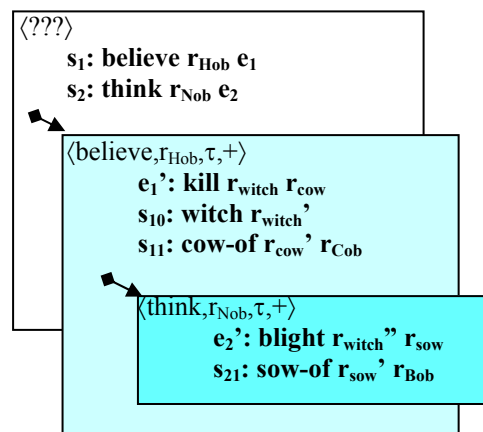 ⟨???⟩
s₁: believe r_Hob e₁
s₂: think r_Nob e₂
⟨believe,r_Hob,τ,+⟩
e₁’: kill r_witch r_cow
s₁₀: witch r_witch’
s₁₁: cow-of r_cow’ r_Cob
⟨think,r_Nob,τ,+⟩
e₂’: blight r_witch” r_sow
s₂₁: sow-of r_sow’ r_Bob